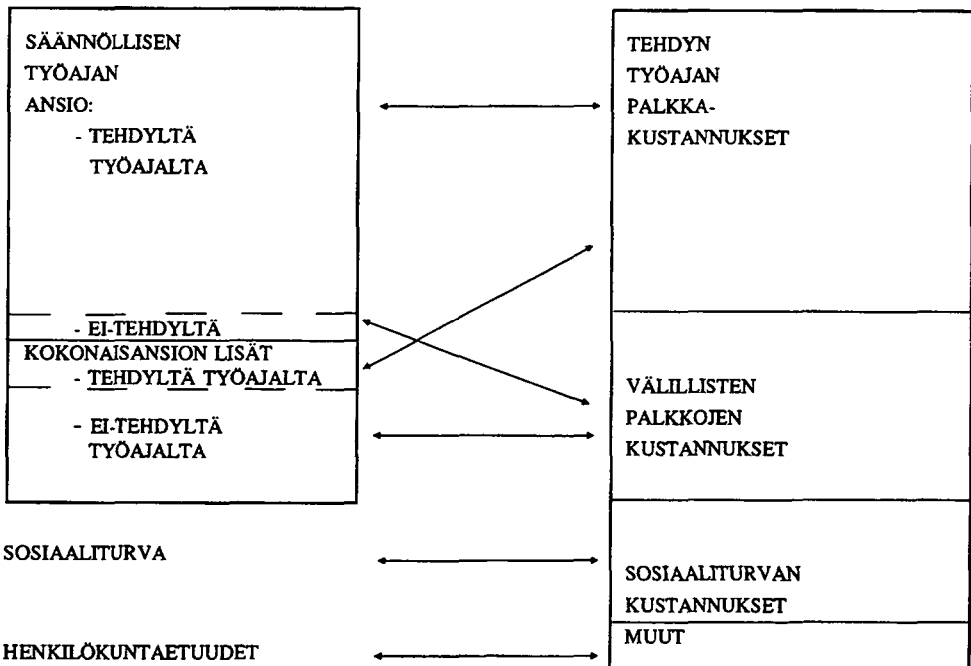 SÄÄNNÖLLISEN
TYÖAJAN
ANSIO:
- TEHDYLTÄ
TYÖAJALTA
- EI-TEHDYLTÄ
KOKONAISANSION LISÄT
- TEHDYLTÄ TYÖAJALTA
- EI-TEHDYLTÄ
TYÖAJALTA
SOSIAALITURVA
HENKILÖKUNTAETUUDET
TEHDYN
TYÖAJAN
PALKKA-
KUSTANNUKSET
VÄLILLISTEN
PALKKOJEN
KUSTANNUKSET
SOSIAALITURVAN
KUSTANNUKSET
MUUT